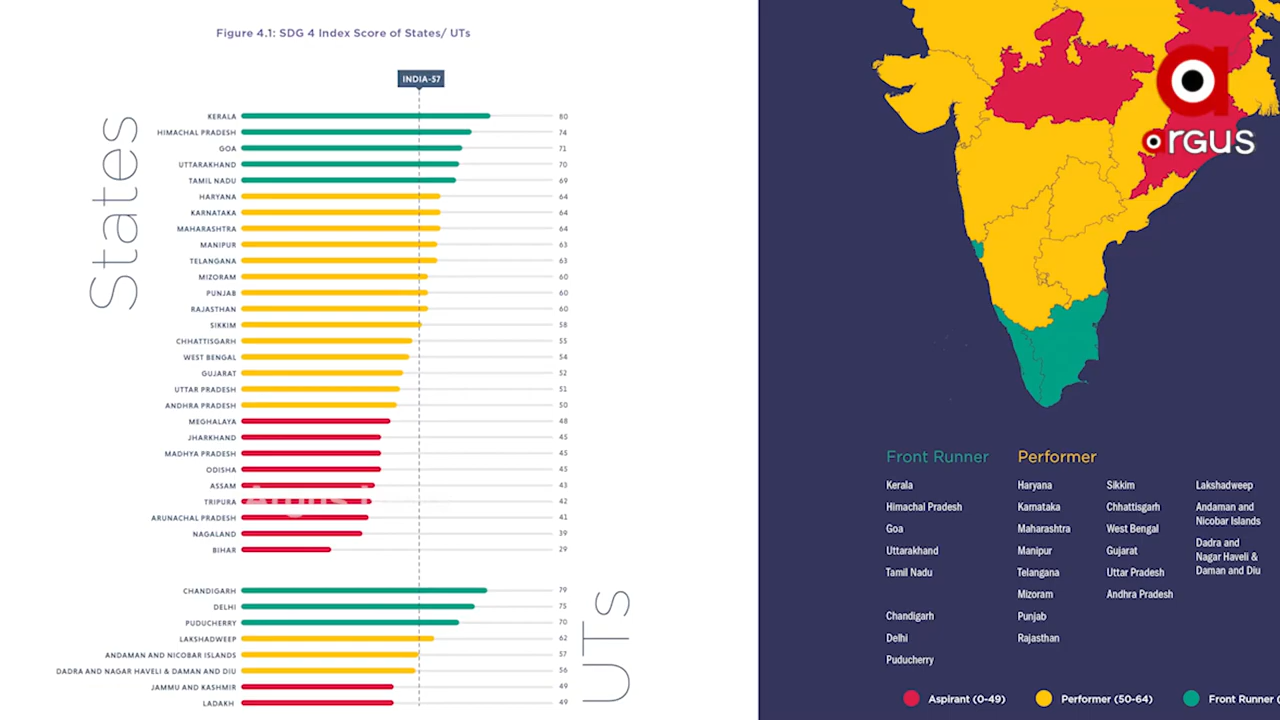 Figure 4.1: SDG 4 Index Score of States/ UTs
INDIA-57
States
KERALA 80
HIMACHAL PRADESH 74
GOA 71
UTTARAKHAND 70
TAMIL NADU 69
HARYANA 64
KARNATAKA 64
MAHARASHTRA 64
MANIPUR 63
TELANGANA 63
MIZORAM 60
PUNJAB 60
RAJASTHAN 60
SIKKIM 58
CHHATTISGARH 55
WEST BENGAL 54
GUJARAT 52
UTTAR PRADESH 51
ANDHRA PRADESH 50
MEGHALAYA 48
JHARKHAND 45
MADHYA PRADESH 45
ODISHA 45
ASSAM 43
TRIPURA 42
ARUNACHAL PRADESH 41
NAGALAND 39
BIHAR 29
UTS
CHANDIGARH 79
DELHI 75
PUDUCHERRY 70
LAKSHADWEEP 62
ANDAMAN AND NICOBAR ISLANDS 57
DADRA AND NAGAR HAVELI & DAMAN AND DIU 56
JAMMU AND KASHMIR 49
LADAKH 49
argus
Front Runner
Kerala
Himachal Pradesh
Goa
Uttarakhand
Tamil Nadu
Chandigarh
Delhi
Puducherry
Performer
Haryana
Karnataka
Maharashtra
Manipur
Telangana
Mizoram
Punjab
Rajasthan
Sikkim
Chhattisgarh
West Bengal
Gujarat
Uttar Pradesh
Andhra Pradesh
Lakshadweep
Andaman and
Nicobar Islands
Dadra and
Nagar Haveli &
Daman and Diu
Aspirant (0-49)
Performer (50-64)
Front Runner